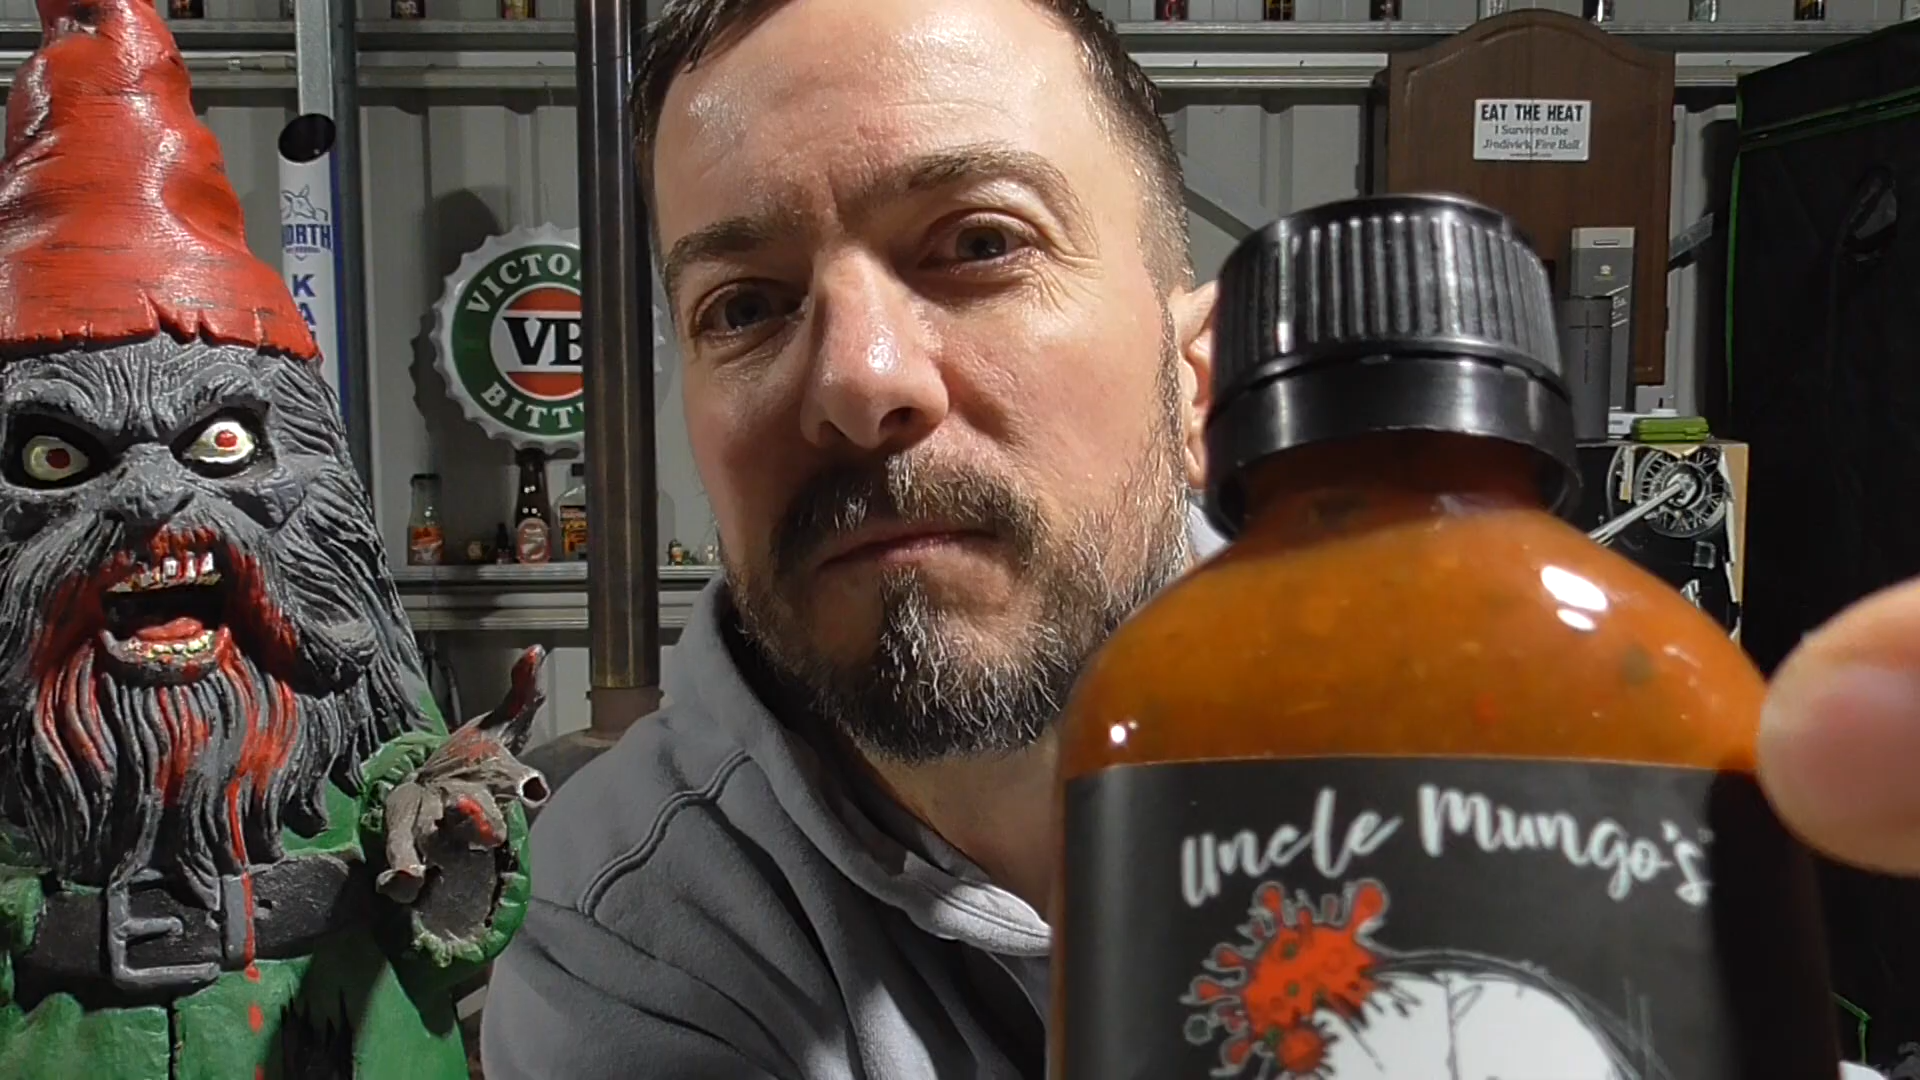 EAT THE HEAT
I Survived the
Jindivick Fire Ball
ORTH
K
A
VICTO
VB
BITT
Uncle Mungo's